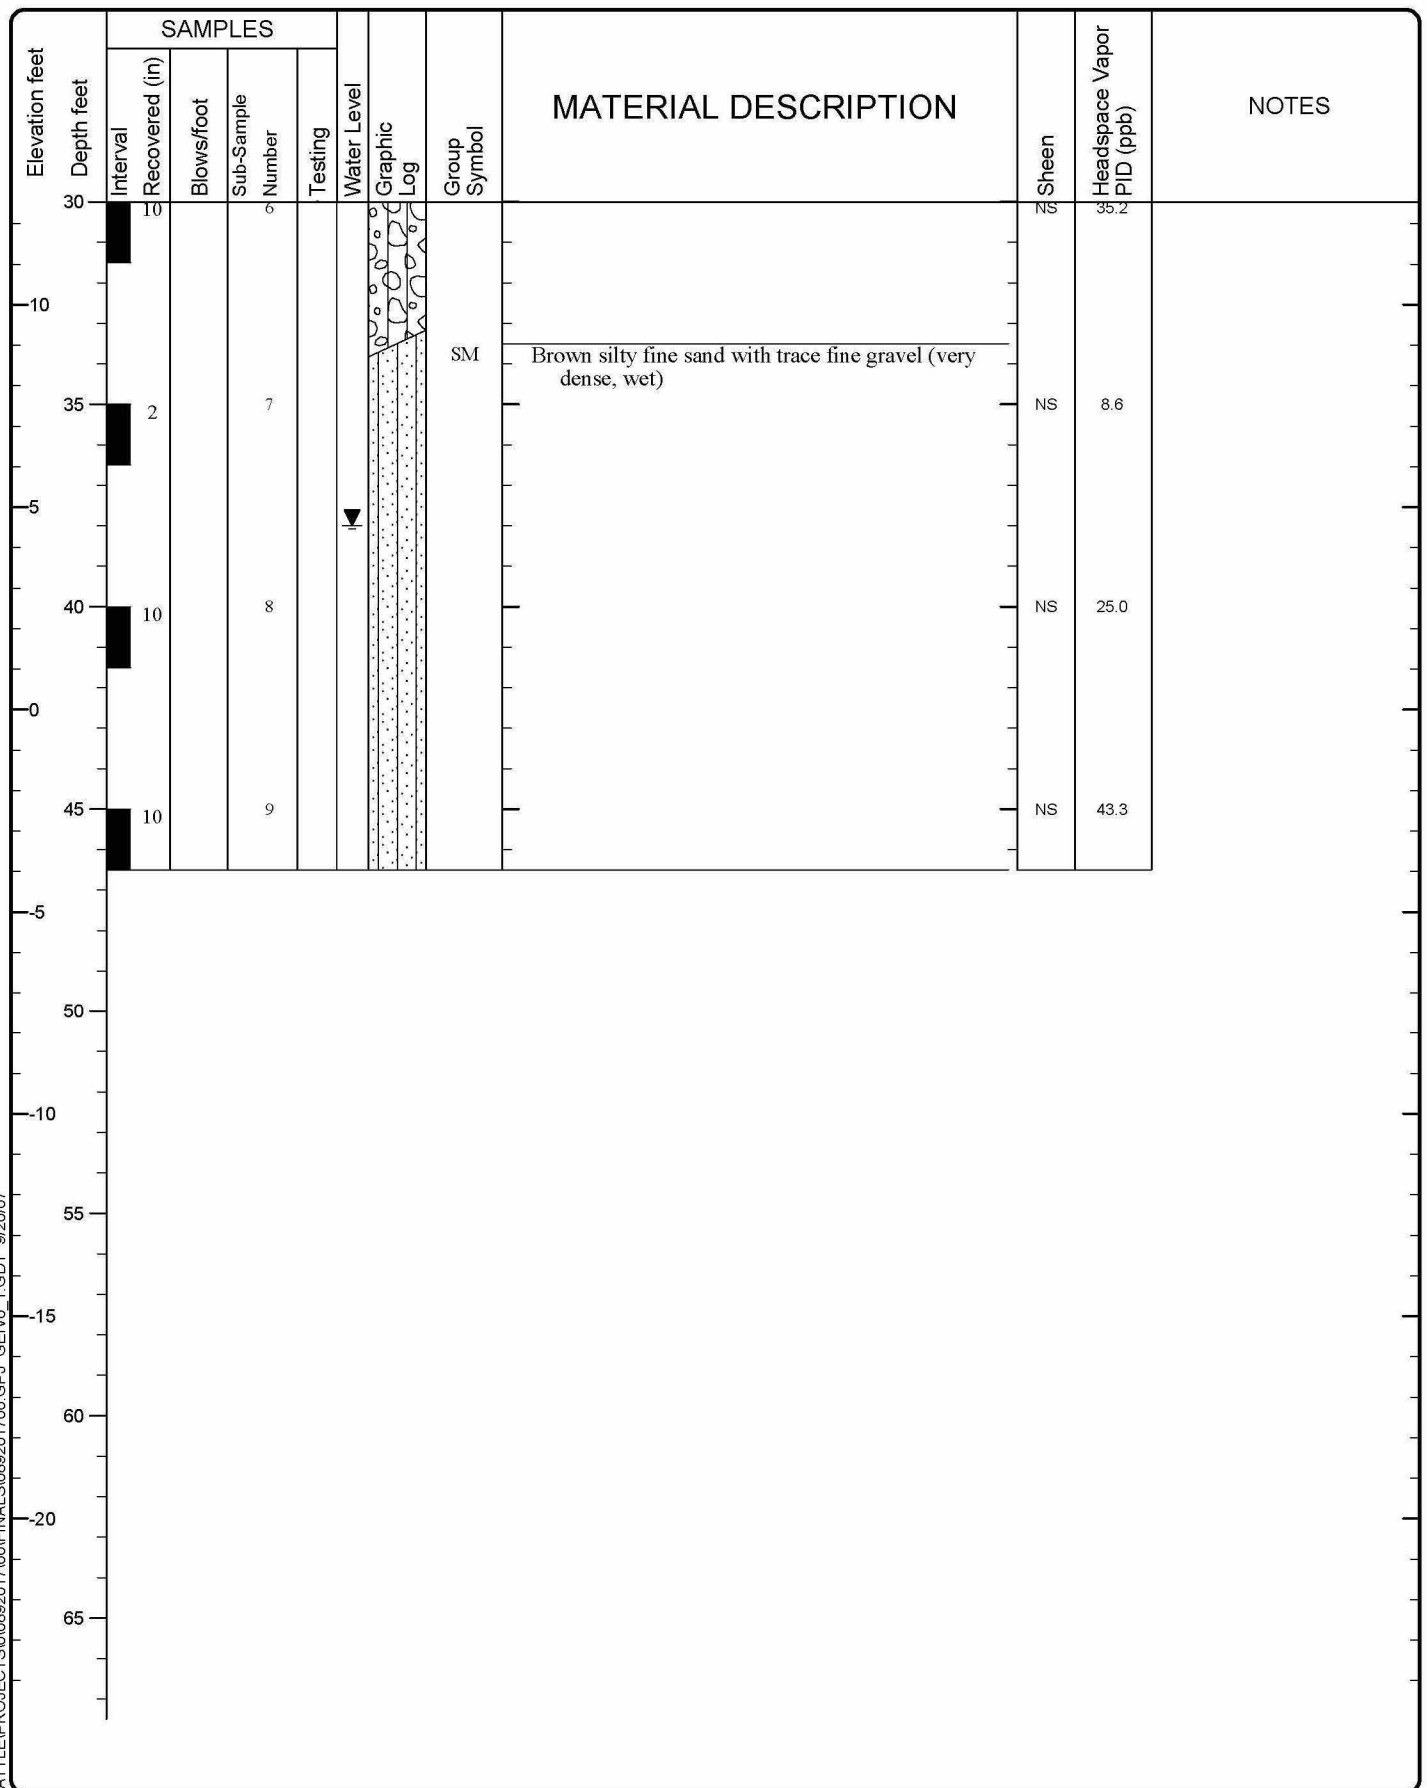 SAMPLES
Elevation feet
Depth feet
Interval
Recovered (in)
Blows/foot
Sub-Sample
Number
Testing
Water Level
Graphic
Log
Group
Symbol
MATERIAL DESCRIPTION
Sheen
Headspace Vapor
PID (ppb)
NOTES
30 10 6 NS 35.2
10
SM Brown silty fine sand with trace fine gravel (very
dense, wet)
35 2 7 NS 8.6
5
40 10 8 NS 25.0
0
45 10 9 NS 43.3
-5
50
-10
55
-15
60
-20
65